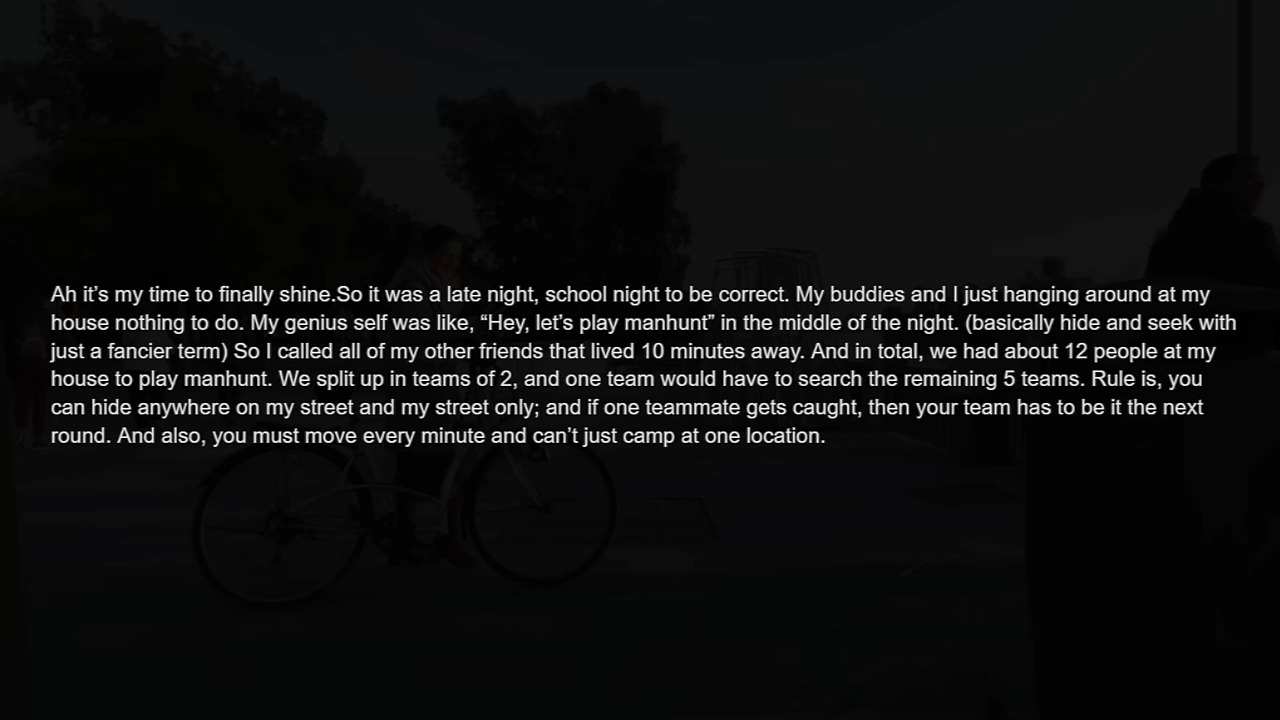 Ah it’s my time to finally shine.So it was a late night, school night to be correct. My buddies and I just hanging around at my
house nothing to do. My genius self was like, “Hey, let’s play manhunt” in the middle of the night. (basically hide and seek with
just a fancier term) So I called all of my other friends that lived 10 minutes away. And in total, we had about 12 people at my
house to play manhunt. We split up in teams of 2, and one team would have to search the remaining 5 teams. Rule is, you
can hide anywhere on my street and my street only; and if one teammate gets caught, then your team has to be it the next
round. And also, you must move every minute and can’t just camp at one location.